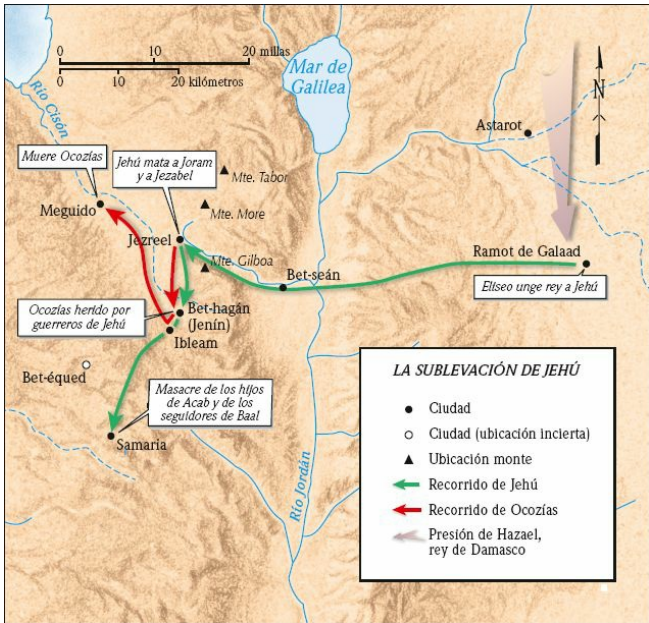 0 10 20 millas
0 10 20 kilómetros
Mar de
Galilea
Río Cisón
Astarot
N
Muere Ocozías
Jehú mata a Joram
y a Jezabel
Mte. Tabor
Meguido
Mte. More
Jezreel
Mte. Gilboa
Ramot de Galaad
Bet-seán
Eliseo unge rey a Jehú
Ocozías herido por
guerreros de Jehú
Bet-hagán
(Jenín)
Ibleam
Bet-équed
Masacre de los hijos
de Acab y de los
seguidores de Baal
Samaria
Río Jordán
LA SUBLEVACIÓN DE JEHÚ
Ciudad
Ciudad (ubicación incierta)
Ubicación monte
Recorrido de Jehú
Recorrido de Ocozías
Presión de Hazael,
rey de Damasco